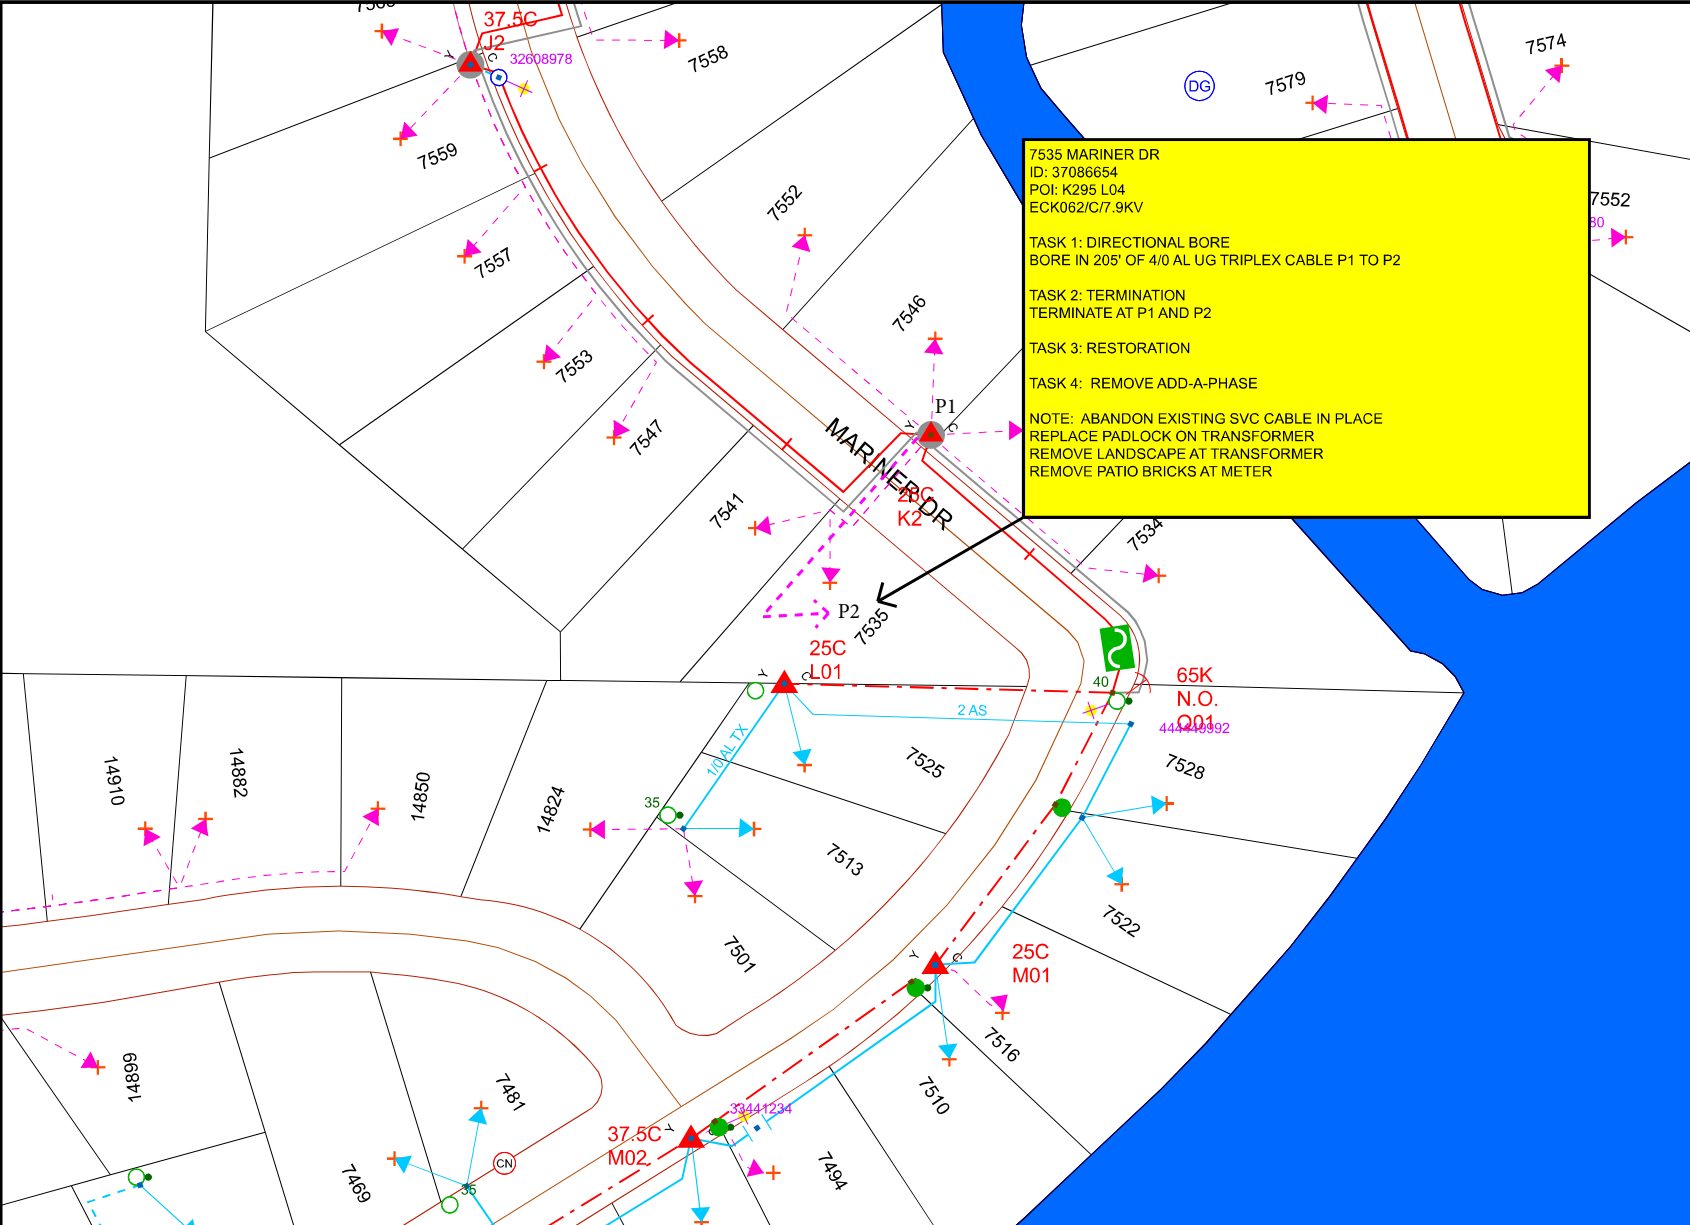 37.5C
J2
32608978
7558
7574
7579
DG
7559
7557
7552
7552
80
7546
7553
7547
7541
P1
MARINER DR
25C
K2
7535 MARINER DR
ID: 37086654
POI: K295 L04
ECK062/C/7.9KV
TASK 1: DIRECTIONAL BORE
BORE IN 205' OF 4/0 AL UG TRIPLEX CABLE P1 TO P2
TASK 2: TERMINATION
TERMINATE AT P1 AND P2
TASK 3: RESTORATION
TASK 4: REMOVE ADD-A-PHASE
NOTE: ABANDON EXISTING SVC CABLE IN PLACE
REPLACE PADLOCK ON TRANSFORMER
REMOVE LANDSCAPE AT TRANSFORMER
REMOVE PATIO BRICKS AT METER
7534
P2
7535
25C
L01
Y
C
40
65K
N.O.
O01
444449992
2 AS
1/0 AL TX
7525
7528
14910
14882
14850
14824
35
7513
7522
7501
Y
C
25C
M01
7516
7510
14899
7481
33441234
37.5C
M02
Y
CN
7469
35
7494